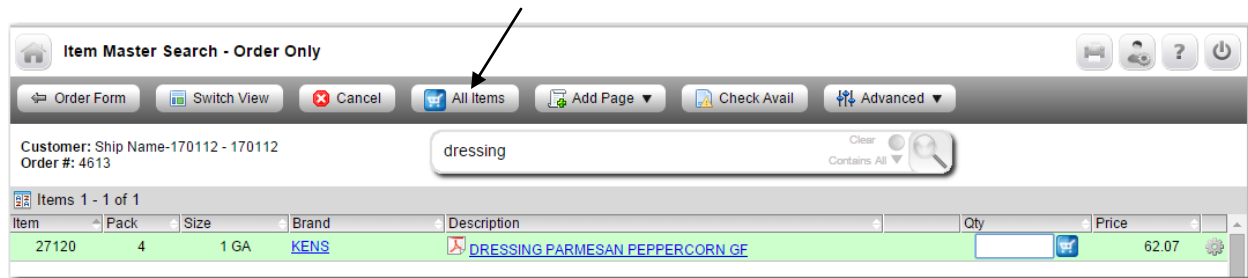 Item Master Search - Order Only
?
Order Form Switch View Cancel All Items Add Page ▼ Check Avail Advanced ▼
Customer: Ship Name-170112 - 170112
Order #: 4613
dressing
Clear
Contains All ▼
Items 1 - 1 of 1
Item Pack Size Brand Description Qty Price
27120 4 1 GA KENS DRESSING PARMESAN PEPPERCORN GF 62.07